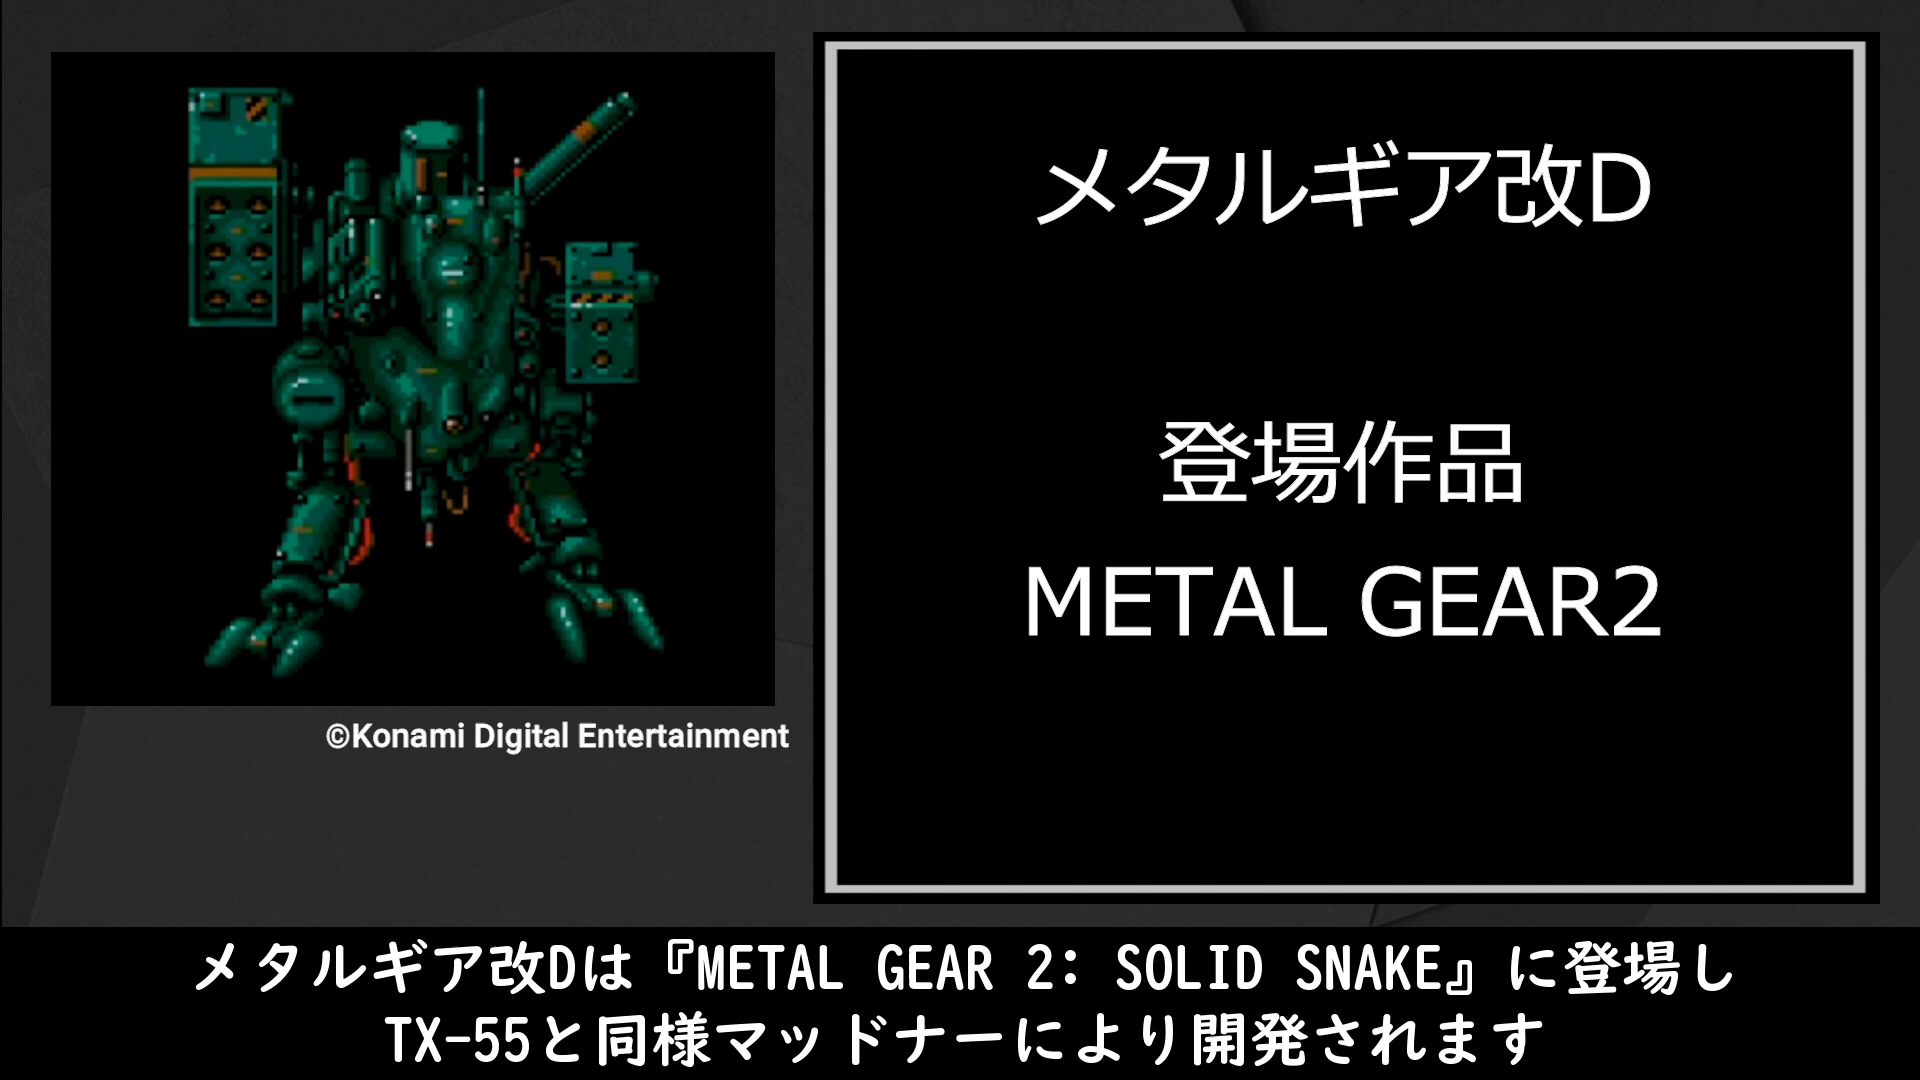 メタルギア改D
登場作品
METAL GEAR2
©Konami Digital Entertainment
メタルギア改Dは『METAL GEAR 2: SOLID SNAKE』に登場し
TX-55と同様マッドナーにより開発されます